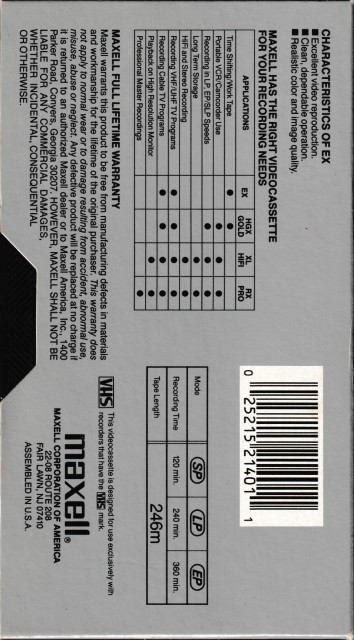 CHARACTERISTICS OF EX
■ Excellent video reproduction.
■ Clean, dependable operation.
■ Realistic color and image quality.
MAXELL HAS THE RIGHT VIDEOCASSETTE
FOR YOUR RECORDING NEEDS
APPLICATIONS EX HGX GOLD XL HiFi RX PRO
Time Shifting/Work Tape
Portable VCR/Camcorder Use
Recording in LP, EP/SLP Speeds
Long Term Storage
HiFi and Stereo Recording
Recording VHF/UHF TV Programs
Recording Cable TV Programs
Playback on High Resolution Monitor
Professional Master Recordings
MAXELL FULL LIFETIME WARRANTY
Maxell warrants this product to be free from manufacturing defects in materials
and workmanship for the lifetime of the original purchaser. This warranty does
not apply to normal wear or to damage resulting from accident, abnormal use,
misuse, abuse or neglect. Any defective product will be replaced at no charge if
it is returned to an authorized Maxell dealer or to Maxell America, Inc., 1400
Parker Road, Conyers, Georgia 30207. HOWEVER, MAXELL SHALL NOT BE
LIABLE FOR ANY COMMERCIAL DAMAGES,
WHETHER INCIDENTAL, CONSEQUENTIAL
OR OTHERWISE.
0 25215 21401 1
Mode SP LP EP
Recording Time 120 min. 240 min. 360 min.
Tape Length 246m
VHS This videocassette is designed for use exclusively with
recorders that have the VHS mark.
maxell®
MAXELL CORPORATION OF AMERICA
22-08 ROUTE 208
FAIR LAWN, NJ 07410
ASSEMBLED IN U.S.A.